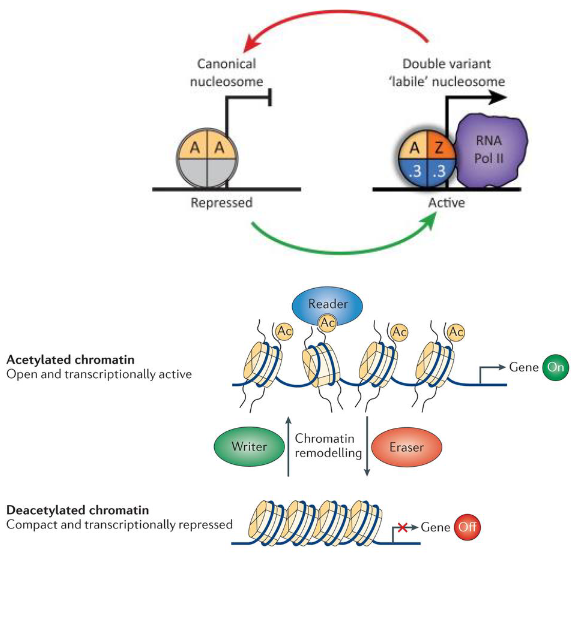 Canonical
nucleosome
Double variant
‘labile’ nucleosome
A A
A Z
.3 .3
RNA
Pol II
Repressed
Active
Reader
Ac
Ac
Ac
Ac
Acetylated chromatin
Open and transcriptionally active
Gene On
Writer
Chromatin
remodelling
Eraser
Deacetylated chromatin
Compact and transcriptionally repressed
Gene Off